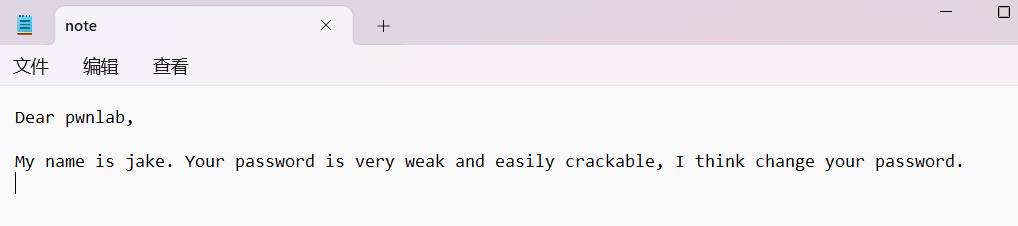 note
文件 编辑 查看
Dear pwnlab,
My name is jake. Your password is very weak and easily crackable, I think change your password.